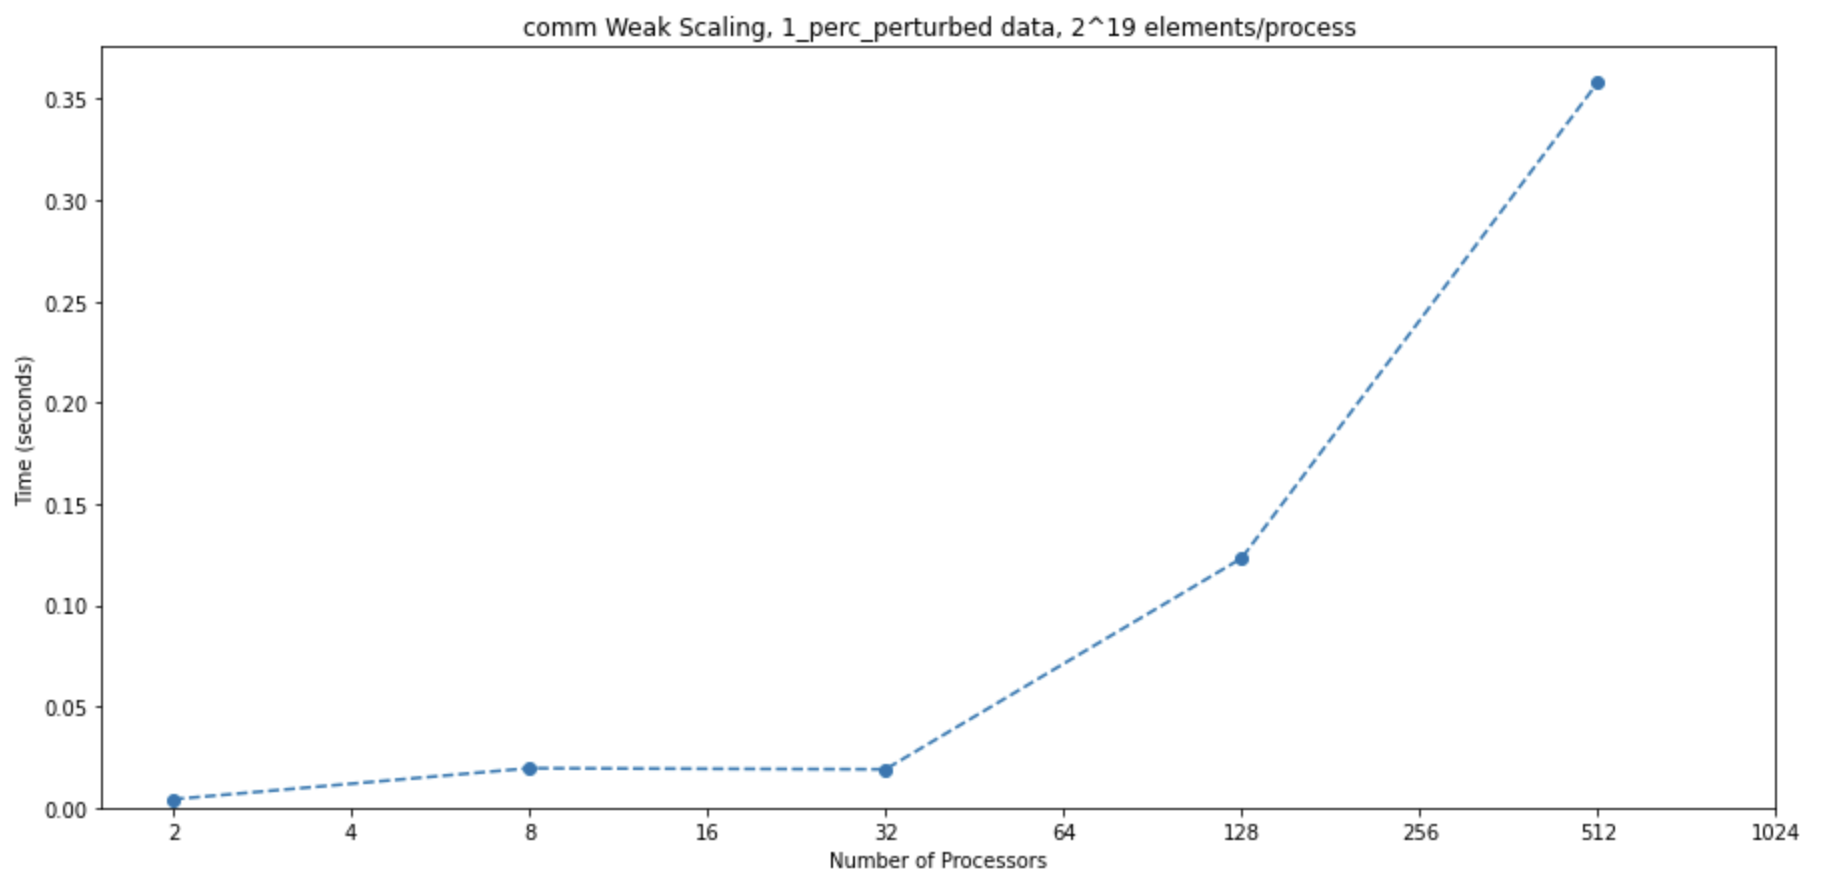 comm Weak Scaling, 1_perc_perturbed data, 2^19 elements/process
Time (seconds)
0.35
0.30
0.25
0.20
0.15
0.10
0.05
0.00
2 4 8 16 32 64 128 256 512 1024
Number of Processors